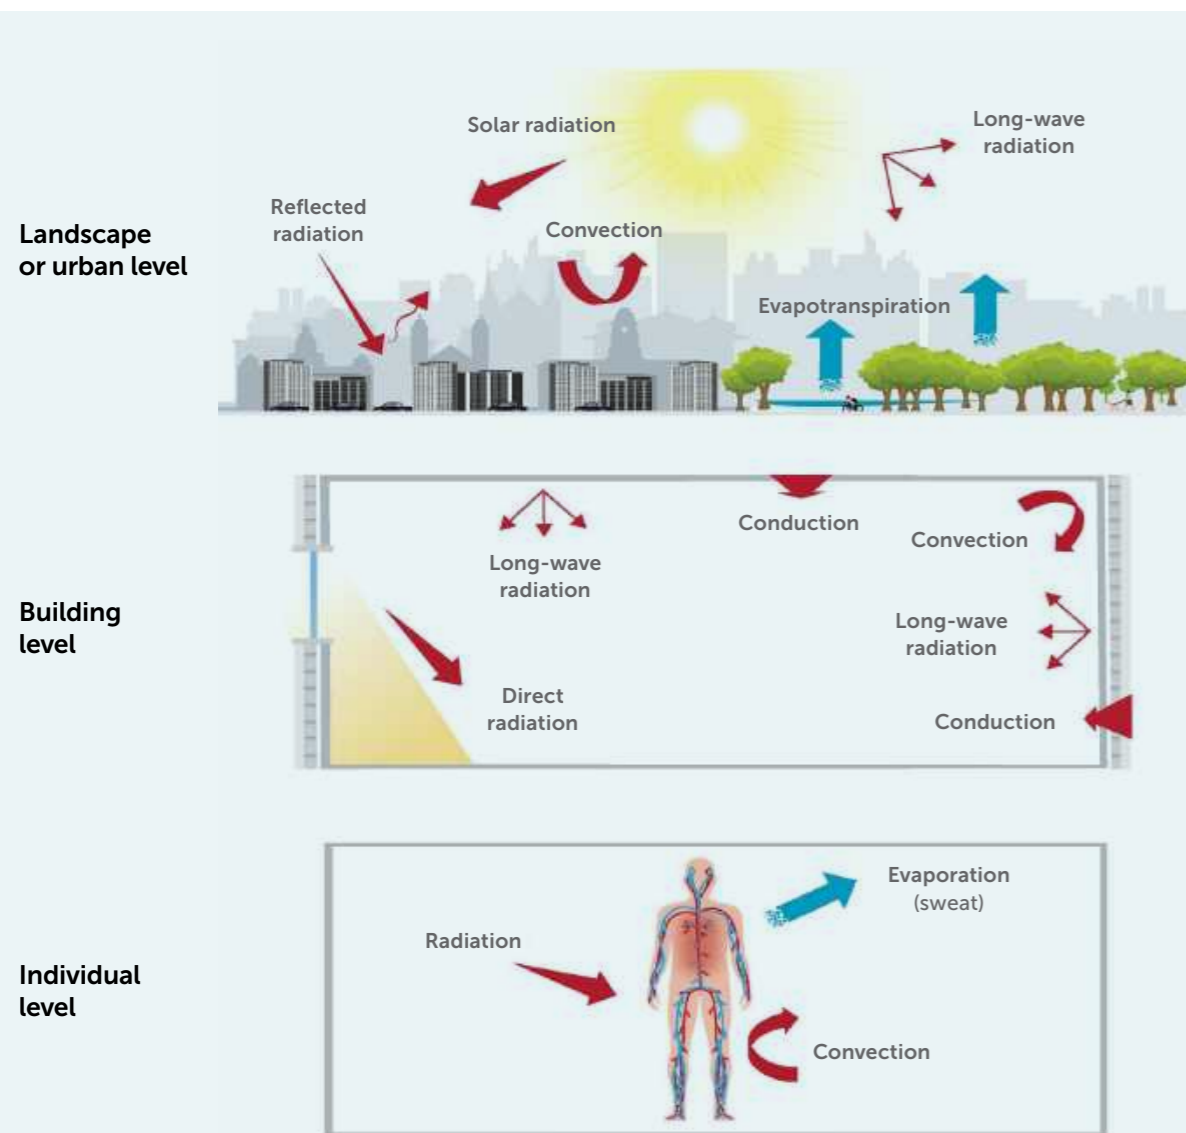 Solar radiation
Long-wave
radiation
Reflected
radiation
Convection
Landscape
or urban level
Evapotranspiration
Conduction
Convection
Long-wave
radiation
Building
level
Long-wave
radiation
Direct
radiation
Conduction
Evaporation
(sweat)
Radiation
Individual
level
Convection